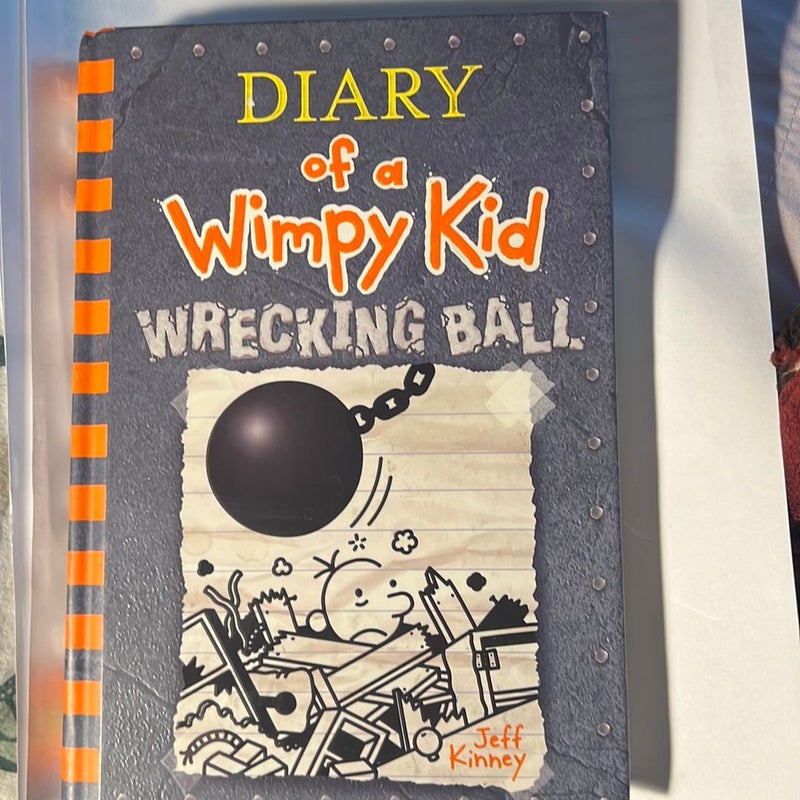 DIARY
of a
Wimpy Kid
WRECKING BALL
Jeff
Kinney